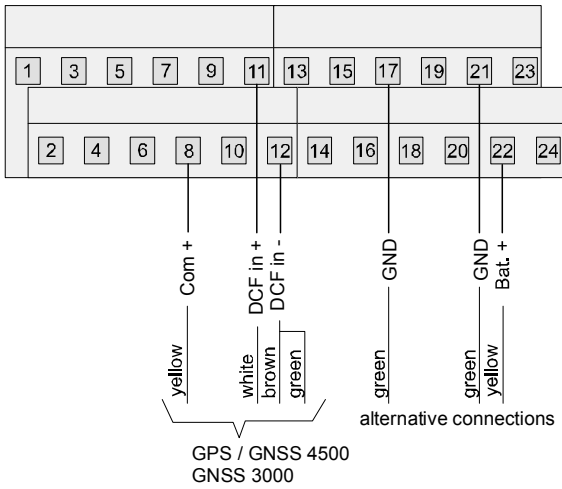 1 3 5 7 9 11 13 15 17 19 21 23
2 4 6 8 10 12 14 16 18 20 22 24
Com +
DCF in +
DCF in -
GND
GND
Bat. +
yellow
white
brown
green
green
green
yellow
alternative connections
GPS / GNSS 4500
GNSS 3000